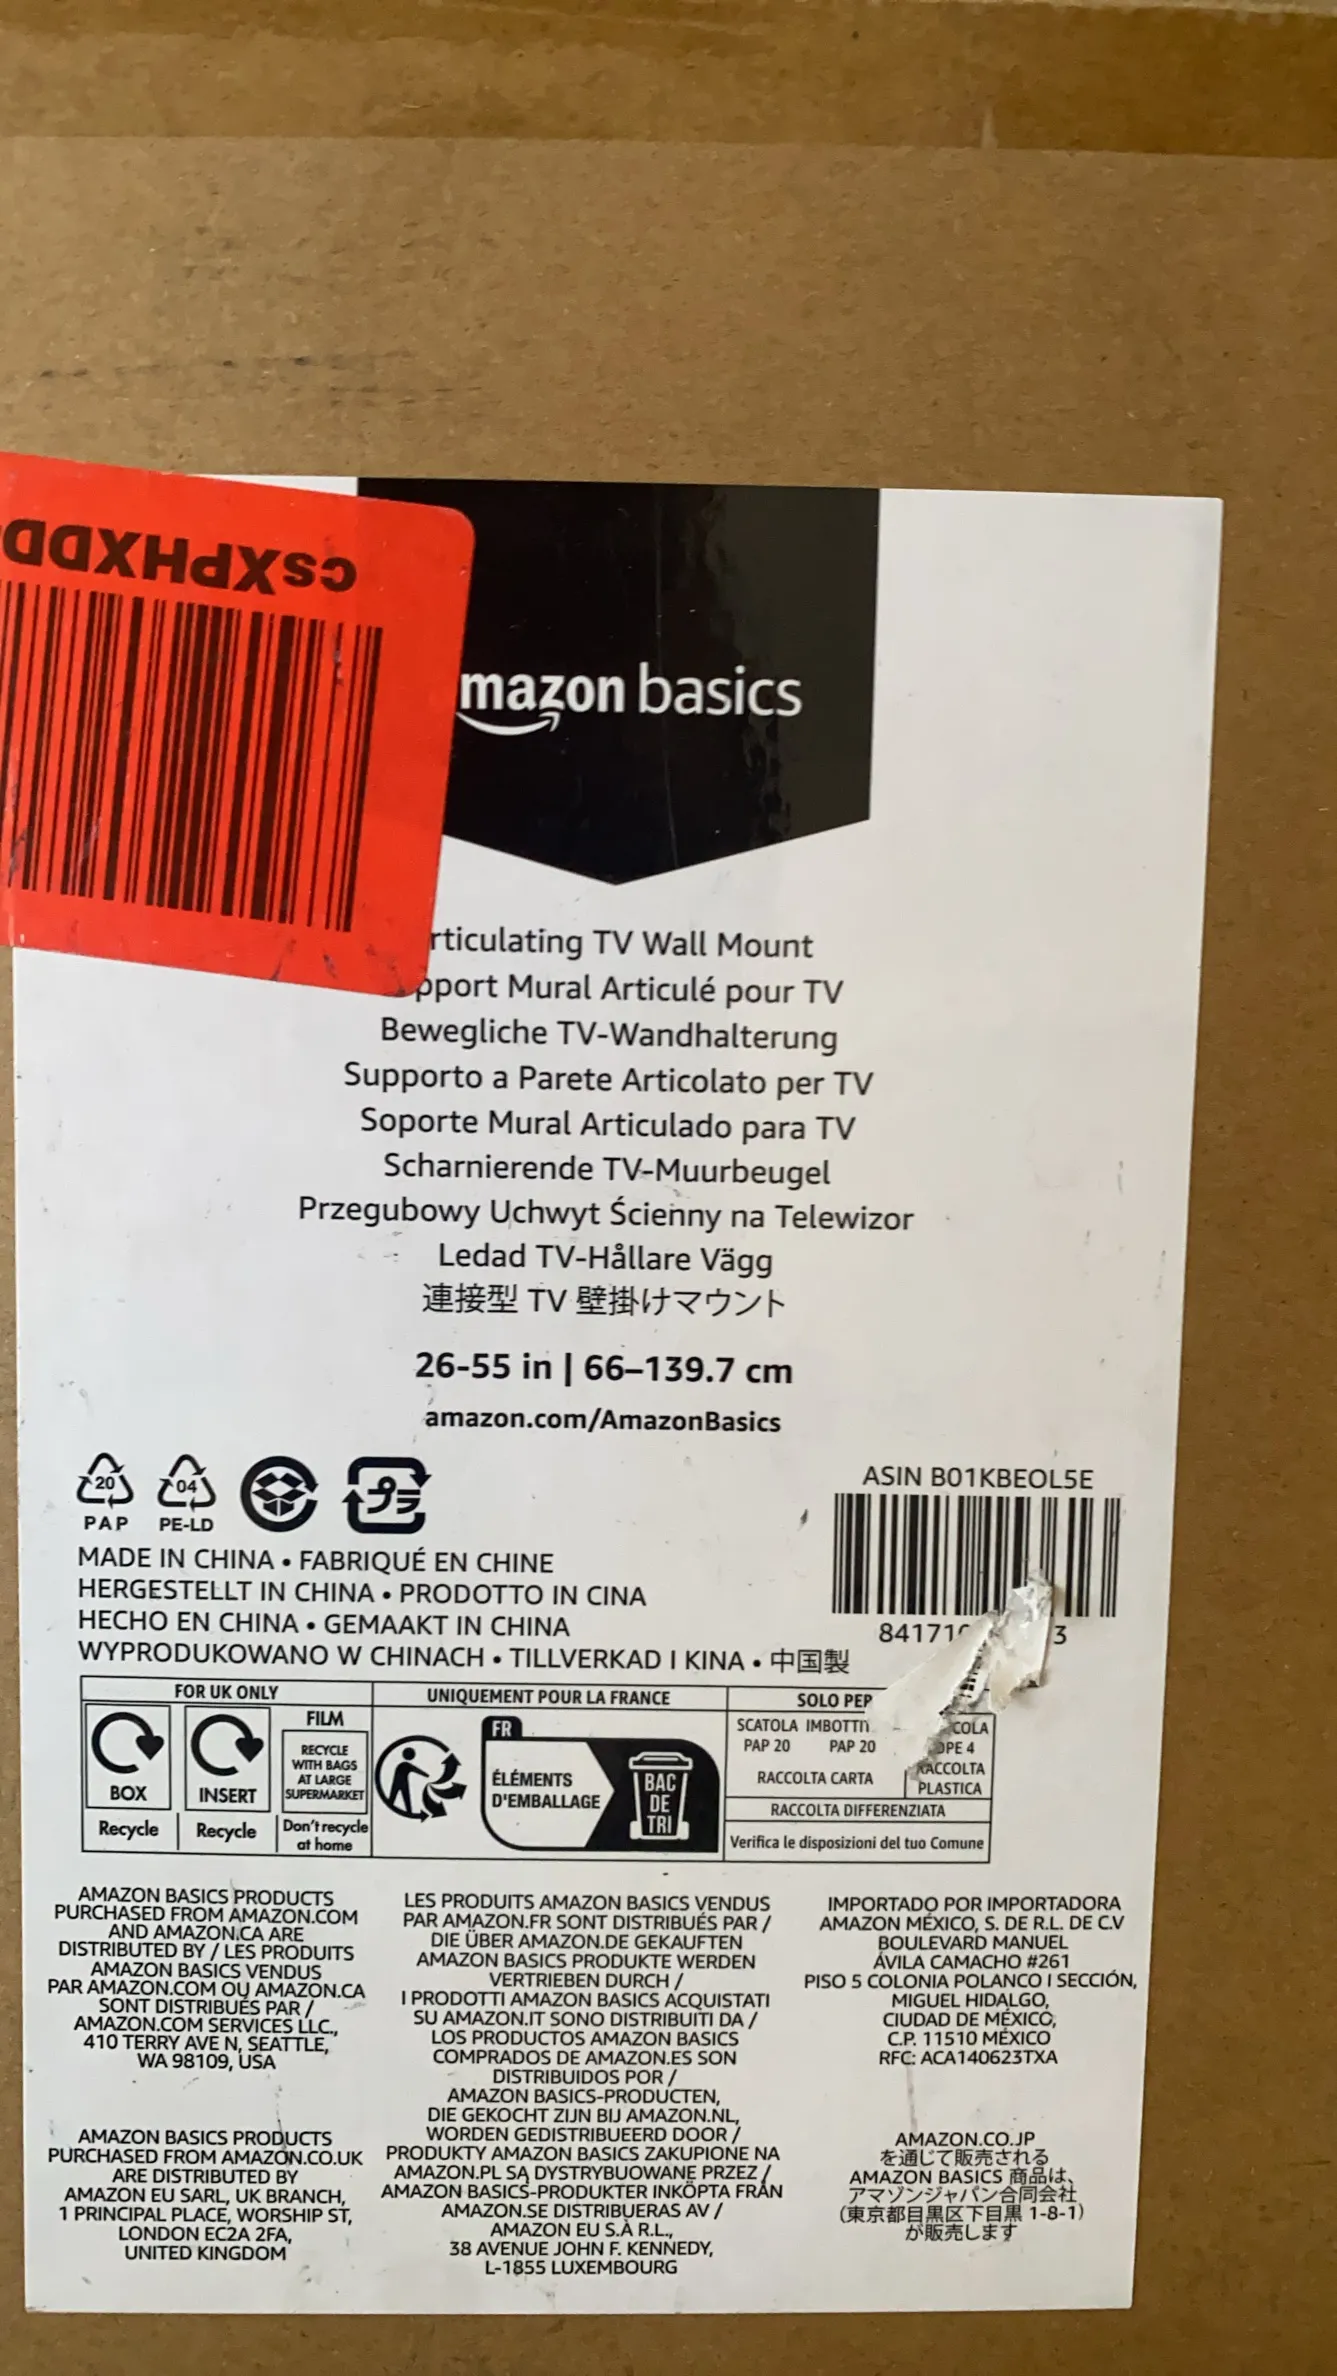 csXPHXDD
mazon basics
rticulating TV Wall Mount
pport Mural Articulé pour TV
Bewegliche TV-Wandhalterung
Supporto a Parete Articolato per TV
Soporte Mural Articulado para TV
Scharnierende TV-Muurbeugel
Przegubowy Uchwyt Ścienny na Telewizor
Ledad TV-Hållare Vägg
連接型 TV 壁掛けマウント
26-55 in | 66–139.7 cm
amazon.com/AmazonBasics
20 04 プラ
PAP PE-LD
ASIN B01KBEOL5E
84171 3
MADE IN CHINA • FABRIQUÉ EN CHINE
HERGESTELLT IN CHINA • PRODOTTO IN CINA
HECHO EN CHINA • GEMAAKT IN CHINA
WYPRODUKOWANO W CHINACH • TILLVERKAD I KINA • 中国製
FOR UK ONLY
BOX
Recycle
INSERT
Recycle
FILM
RECYCLE
WITH BAGS
AT LARGE
SUPERMARKET
Don't recycle
at home
UNIQUEMENT POUR LA FRANCE
FR
ÉLÉMENTS
D'EMBALLAGE
BAC
DE
TRI
SOLO PER
SCATOLA IMBOTTI COLA
PAP 20 PAP 20 DPE 4
RACCOLTA CARTA
RACCOLTA
PLASTICA
RACCOLTA DIFFERENZIATA
Verifica le disposizioni del tuo Comune
AMAZON BASICS PRODUCTS
PURCHASED FROM AMAZON.COM
AND AMAZON.CA ARE
DISTRIBUTED BY / LES PRODUITS
AMAZON BASICS VENDUS
PAR AMAZON.COM OU AMAZON.CA
SONT DISTRIBUÉS PAR /
AMAZON.COM SERVICES LLC.,
410 TERRY AVE N, SEATTLE,
WA 98109, USA
AMAZON BASICS PRODUCTS
PURCHASED FROM AMAZON.CO.UK
ARE DISTRIBUTED BY
AMAZON EU SARL, UK BRANCH,
1 PRINCIPAL PLACE, WORSHIP ST,
LONDON EC2A 2FA,
UNITED KINGDOM
LES PRODUITS AMAZON BASICS VENDUS
PAR AMAZON.FR SONT DISTRIBUÉS PAR /
DIE ÜBER AMAZON.DE GEKAUFTEN
AMAZON BASICS PRODUKTE WERDEN
VERTRIEBEN DURCH /
I PRODOTTI AMAZON BASICS ACQUISTATI
SU AMAZON.IT SONO DISTRIBUITI DA /
LOS PRODUCTOS AMAZON BASICS
COMPRADOS DE AMAZON.ES SON
DISTRIBUIDOS POR /
AMAZON BASICS-PRODUCTEN,
DIE GEKOCHT ZIJN BIJ AMAZON.NL,
WORDEN GEDISTRIBUEERD DOOR /
PRODUKTY AMAZON BASICS ZAKUPIONE NA
AMAZON.PL SĄ DYSTRYBUOWANE PRZEZ /
AMAZON BASICS-PRODUKTER INKÖPTA FRÅN
AMAZON.SE DISTRIBUERAS AV /
AMAZON EU S.À R.L.,
38 AVENUE JOHN F. KENNEDY,
L-1855 LUXEMBOURG
IMPORTADO POR IMPORTADORA
AMAZON MÉXICO, S. DE R.L. DE C.V
BOULEVARD MANUEL
ÁVILA CAMACHO #261
PISO 5 COLONIA POLANCO I SECCIÓN,
MIGUEL HIDALGO,
CIUDAD DE MÉXICO,
C.P. 11510 MÉXICO
RFC: ACA140623TXA
AMAZON.CO.JP
を通じて販売される
AMAZON BASICS 商品は、
アマゾンジャパン合同会社
(東京都目黒区下目黒 1-8-1)
が販売します